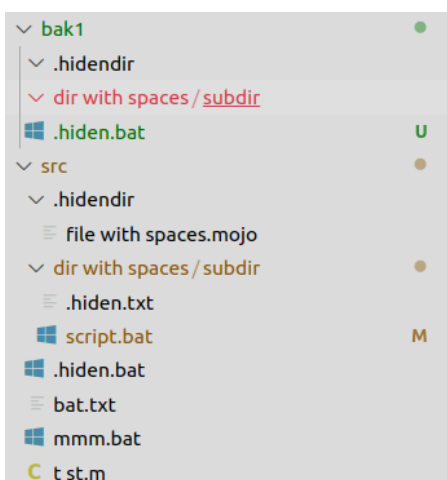 bak1
.hidendir
dir with spaces / subdir
.hiden.bat U
src
.hidendir
file with spaces.mojo
dir with spaces / subdir
.hiden.txt
script.bat M
.hiden.bat
bat.txt
mmm.bat
C t st.m